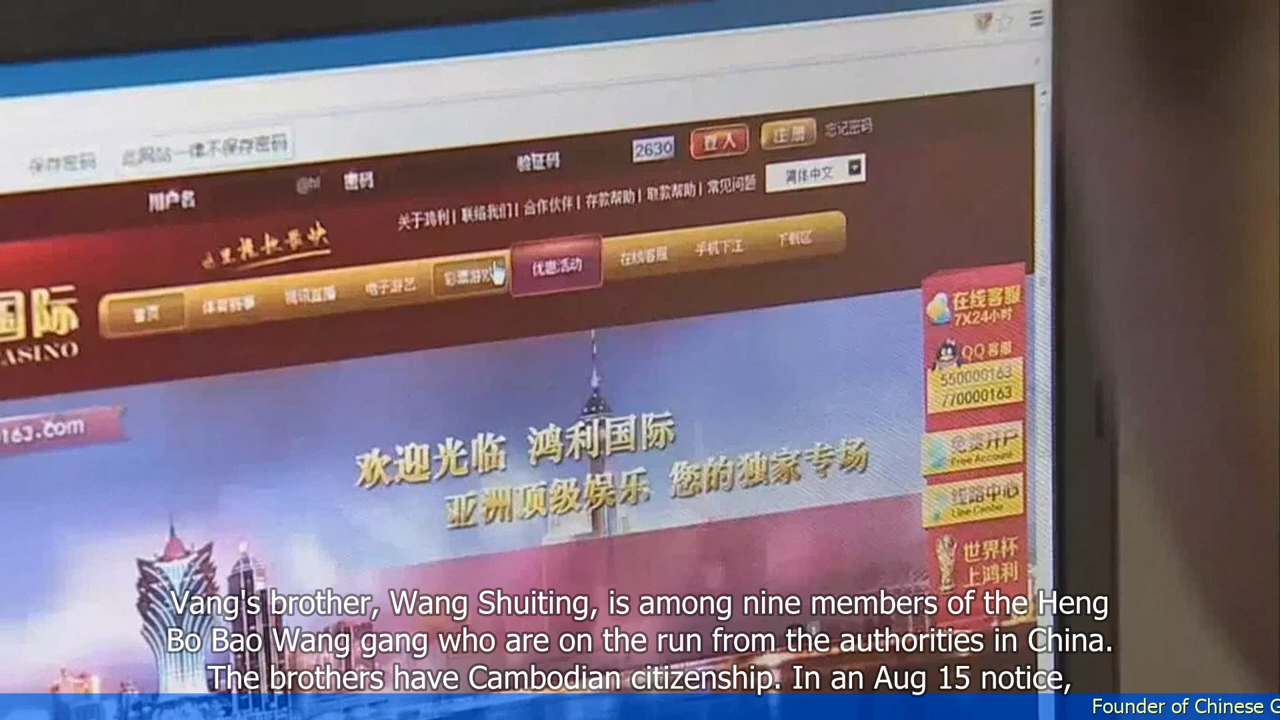 保存密码 此网站一律不保存密码
用户名 密码 验证码 2630 登入 注册 忘记密码
关于鸿利 | 联络我们 | 合作伙伴 | 存款帮助 | 取款帮助 | 常见问题 简体中文
国际
CASINO
首页 体育赛事 视讯直播 电子游艺 彩票游戏 优惠活动 在线客服 手机下注 下载区
在线客服
7X24小时
QQ客服
550000163
770000163
免费开户
Free Account
线路中心
Line Center
世界杯
上鸿利
163.com
欢迎光临 鸿利国际
亚洲顶级娱乐 您的独家专场
Vang's brother, Wang Shuiting, is among nine members of the Heng
Bo Bao Wang gang who are on the run from the authorities in China.
The brothers have Cambodian citizenship. In an Aug 15 notice,
Founder of Chinese G